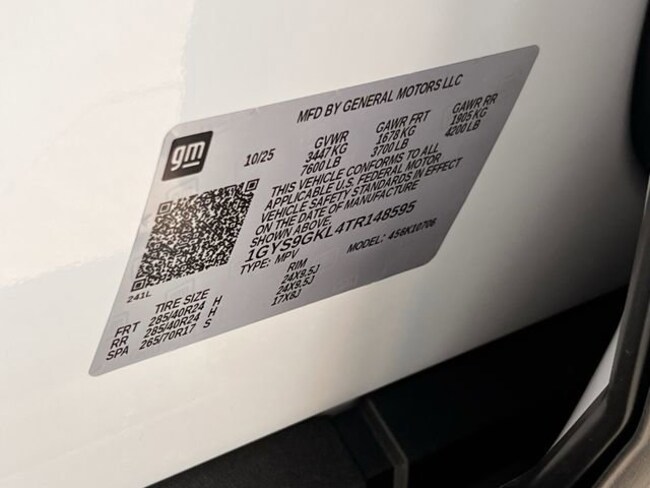 MFD BY GENERAL MOTORS LLC
gm
10/25 GVWR GAWR FRT GAWR RR
3447 KG 1678 KG 1905 KG
7600 LB 3700 LB 4200 LB
THIS VEHICLE CONFORMS TO ALL
APPLICABLE U.S. FEDERAL MOTOR
VEHICLE SAFETY STANDARDS IN EFFECT
ON THE DATE OF MANUFACTURE
SHOWN ABOVE.
1GYS9GKL4TR148595
TYPE: MPV MODEL: 456K10706
241L
TIRE SIZE RIM
FRT 285/40R24 H 24X9.5J
RR 285/40R24 H 24X9.5J
SPA 265/70R17 S 17X8J